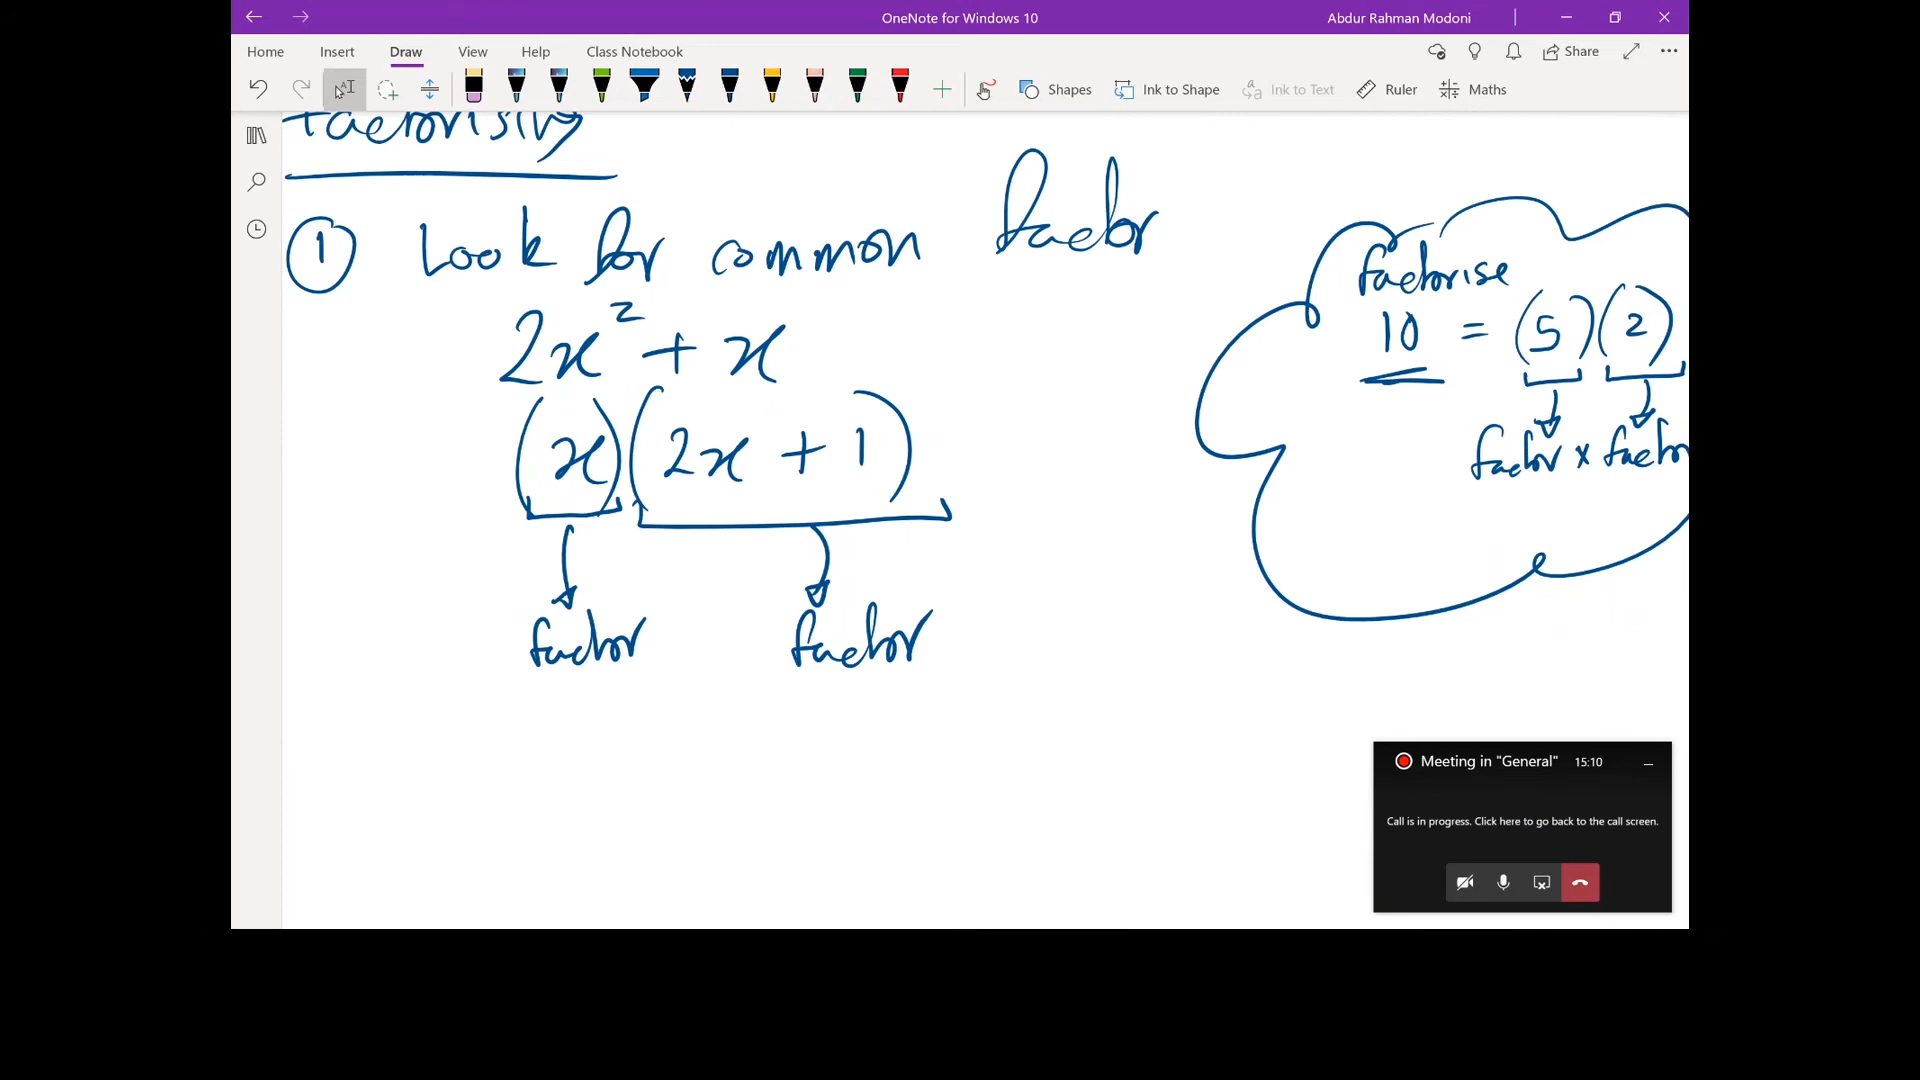 OneNote for Windows 10
Abdur Rahman Modoni
Home Insert Draw View Help Class Notebook
Share
Shapes Ink to Shape Ink to Text Ruler Maths
factorising
1 Look for common factor
2x² + x
(x)(2x + 1)
factor factor
factorise
10 = (5)(2)
factor x factor
Meeting in "General" 15:10
Call is in progress. Click here to go back to the call screen.